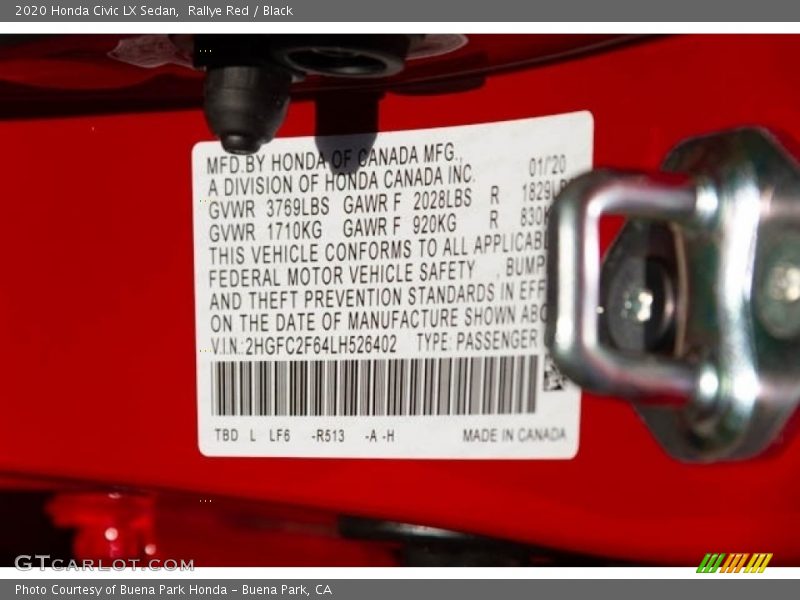 2020 Honda Civic LX Sedan, Rallye Red / Black
MFD.BY HONDA OF CANADA MFG., 01/20
A DIVISION OF HONDA CANADA INC.
GVWR 3769LBS GAWR F 2028LBS R 1829LB
GVWR 1710KG GAWR F 920KG R 830K
THIS VEHICLE CONFORMS TO ALL APPLICAB
FEDERAL MOTOR VEHICLE SAFETY , BUMP
AND THEFT PREVENTION STANDARDS IN EFF
ON THE DATE OF MANUFACTURE SHOWN ABO
V.I.N.:2HGFC2F64LH526402 TYPE: PASSENGER
TBD L LF6 -R513 -A -H MADE IN CANADA
GTCARLOT.COM
Photo Courtesy of Buena Park Honda – Buena Park, CA